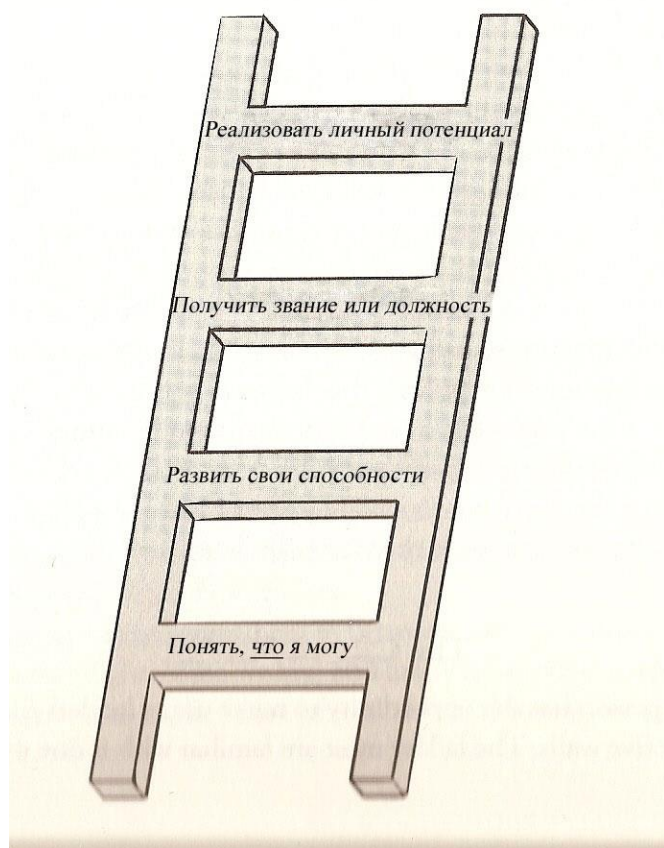 Реализовать личный потенциал
Получить звание или должность
Развить свои способности
Понять, что я могу